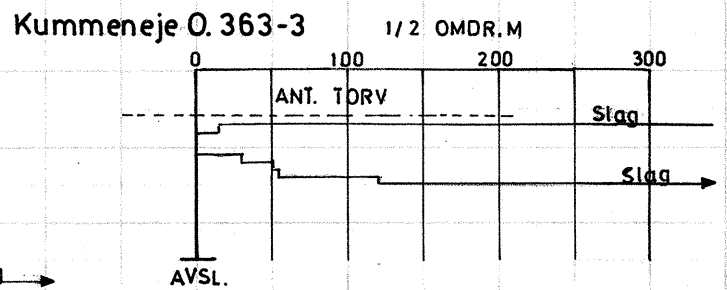 Kummeneje O. 363-3 1/2 OMDR. M
0 100 200 300
ANT. TORV
Slag
Slag
AVSL.